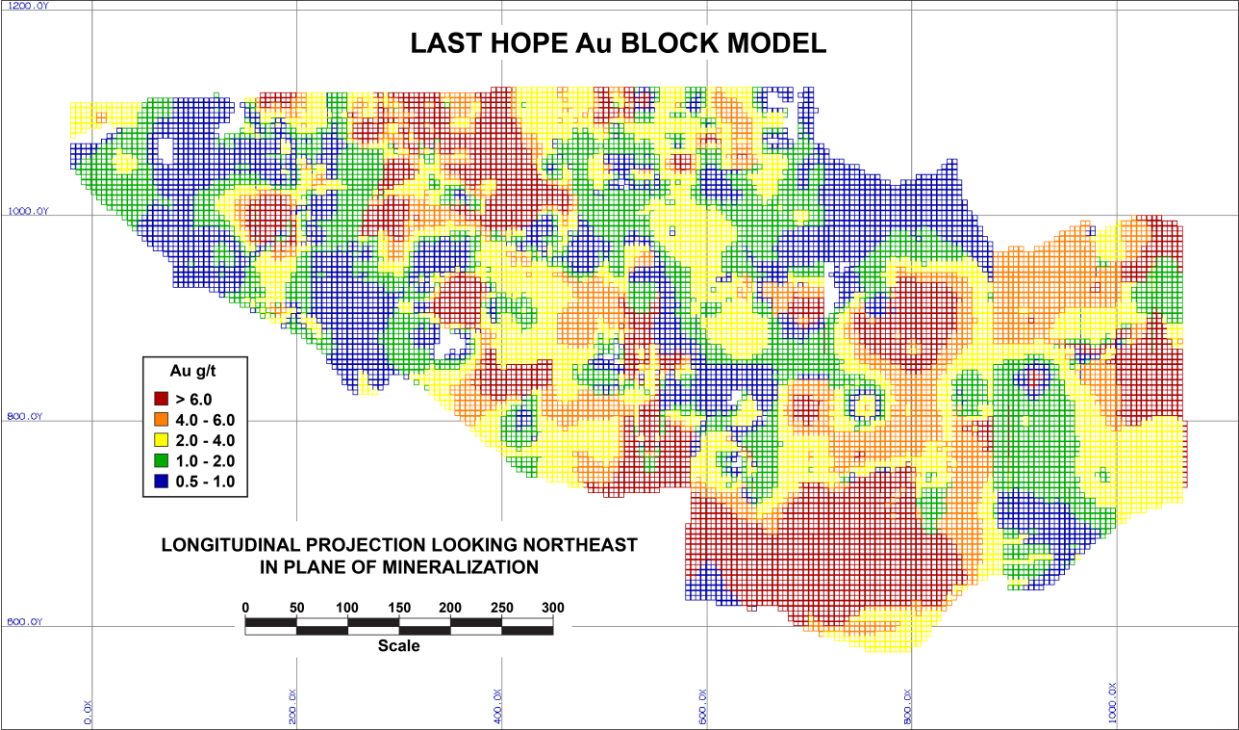 1200.0Y
LAST HOPE Au BLOCK MODEL
1000.0Y
Au g/t
> 6.0
4.0 - 6.0
2.0 - 4.0
1.0 - 2.0
0.5 - 1.0
800.0Y
LONGITUDINAL PROJECTION LOOKING NORTHEAST
IN PLANE OF MINERALIZATION
0 50 100 150 200 250 300
Scale
600.0Y
0.0X 200.0X 400.0X 600.0X 800.0X 1000.0X